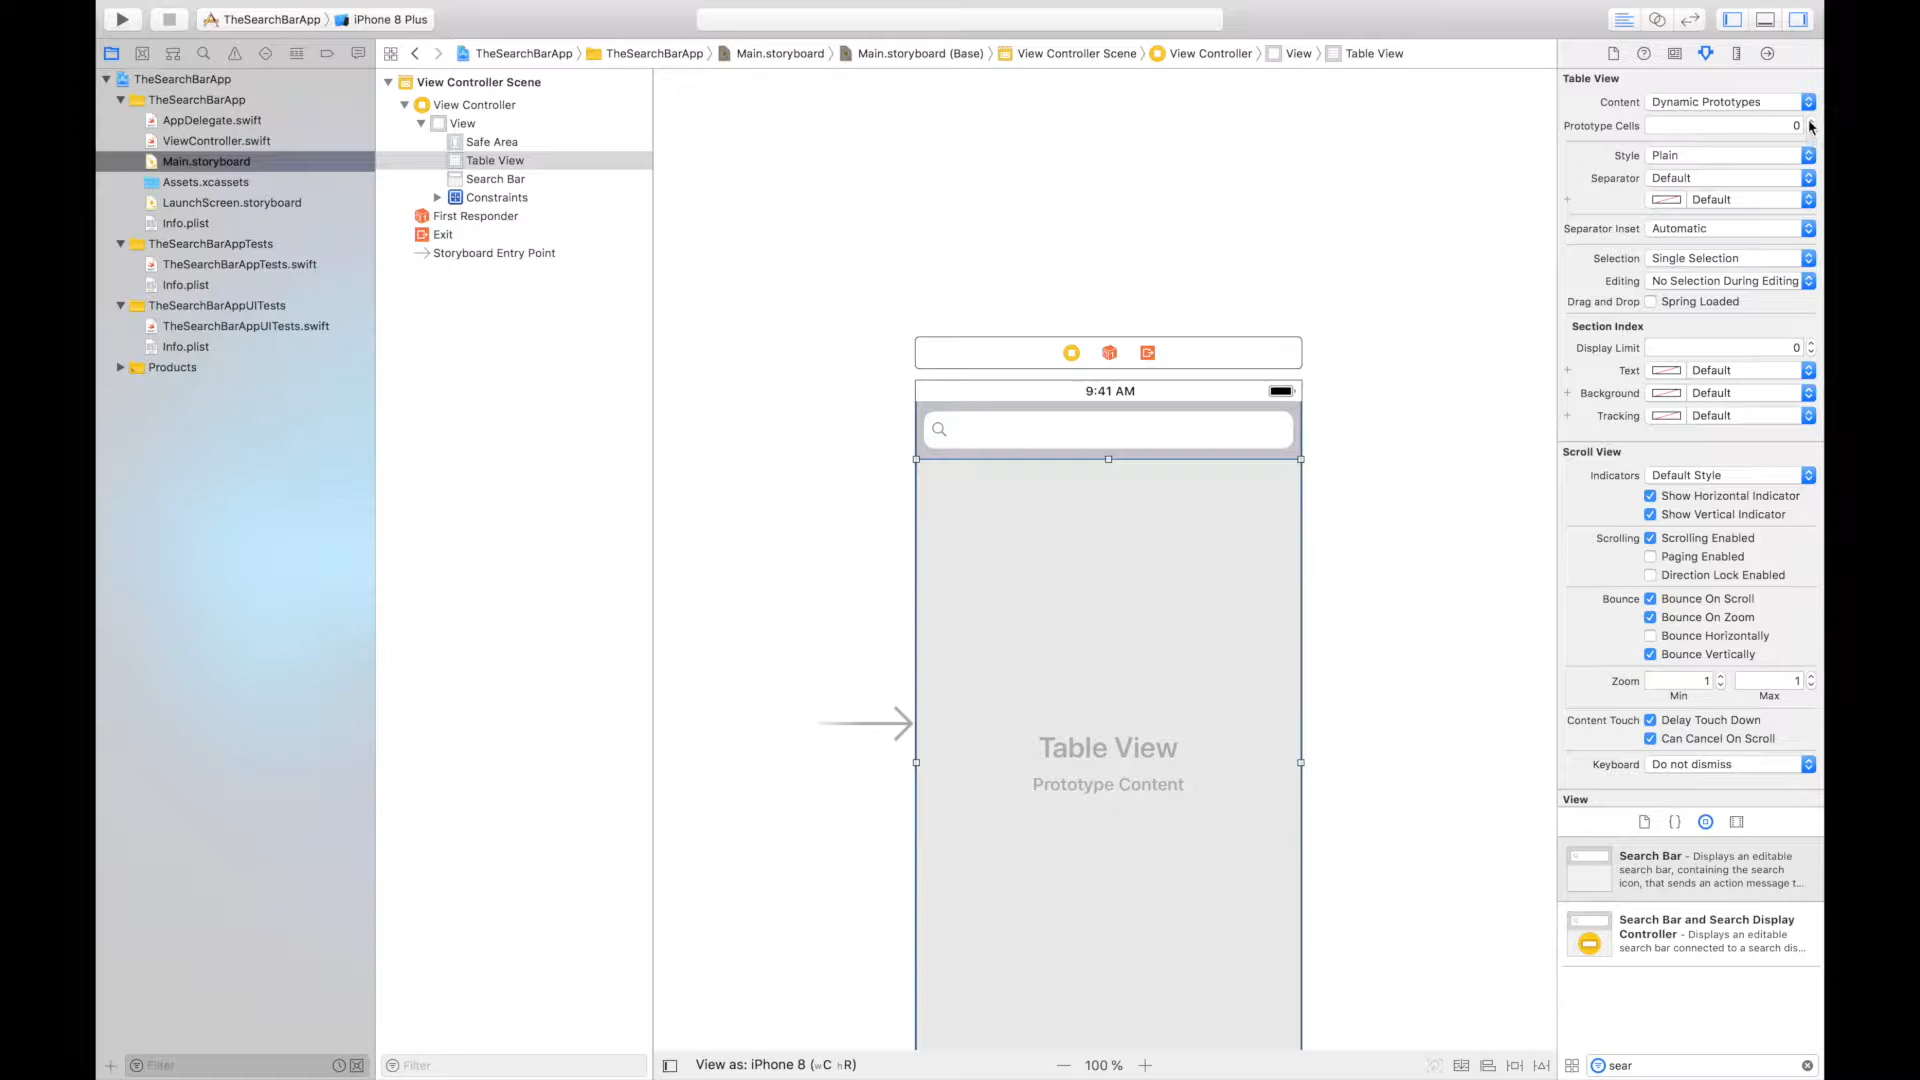 TheSearchBarApp
iPhone 8 Plus
TheSearchBarApp
TheSearchBarApp
Main.storyboard
Main.storyboard (Base)
View Controller Scene
View Controller
View
Table View
TheSearchBarApp
TheSearchBarApp
AppDelegate.swift
ViewController.swift
Main.storyboard
Assets.xcassets
LaunchScreen.storyboard
Info.plist
TheSearchBarAppTests
TheSearchBarAppTests.swift
Info.plist
TheSearchBarAppUITests
TheSearchBarAppUITests.swift
Info.plist
Products
Filter
View Controller Scene
View Controller
View
Safe Area
Table View
Search Bar
Constraints
First Responder
Exit
Storyboard Entry Point
Filter
9:41 AM
Table View
Prototype Content
View as: iPhone 8 (wC hR)
100 %
Table View
Content Dynamic Prototypes
Prototype Cells 0
Style Plain
Separator Default
Default
Separator Inset Automatic
Selection Single Selection
Editing No Selection During Editing
Drag and Drop Spring Loaded
Section Index
Display Limit 0
Text Default
Background Default
Tracking Default
Scroll View
Indicators Default Style
Show Horizontal Indicator
Show Vertical Indicator
Scrolling Scrolling Enabled
Paging Enabled
Direction Lock Enabled
Bounce Bounce On Scroll
Bounce On Zoom
Bounce Horizontally
Bounce Vertically
Zoom 1 1
Min Max
Content Touch Delay Touch Down
Can Cancel On Scroll
Keyboard Do not dismiss
View
Search Bar - Displays an editable
search bar, containing the search
icon, that sends an action message t...
Search Bar and Search Display
Controller - Displays an editable
search bar connected to a search dis...
sear